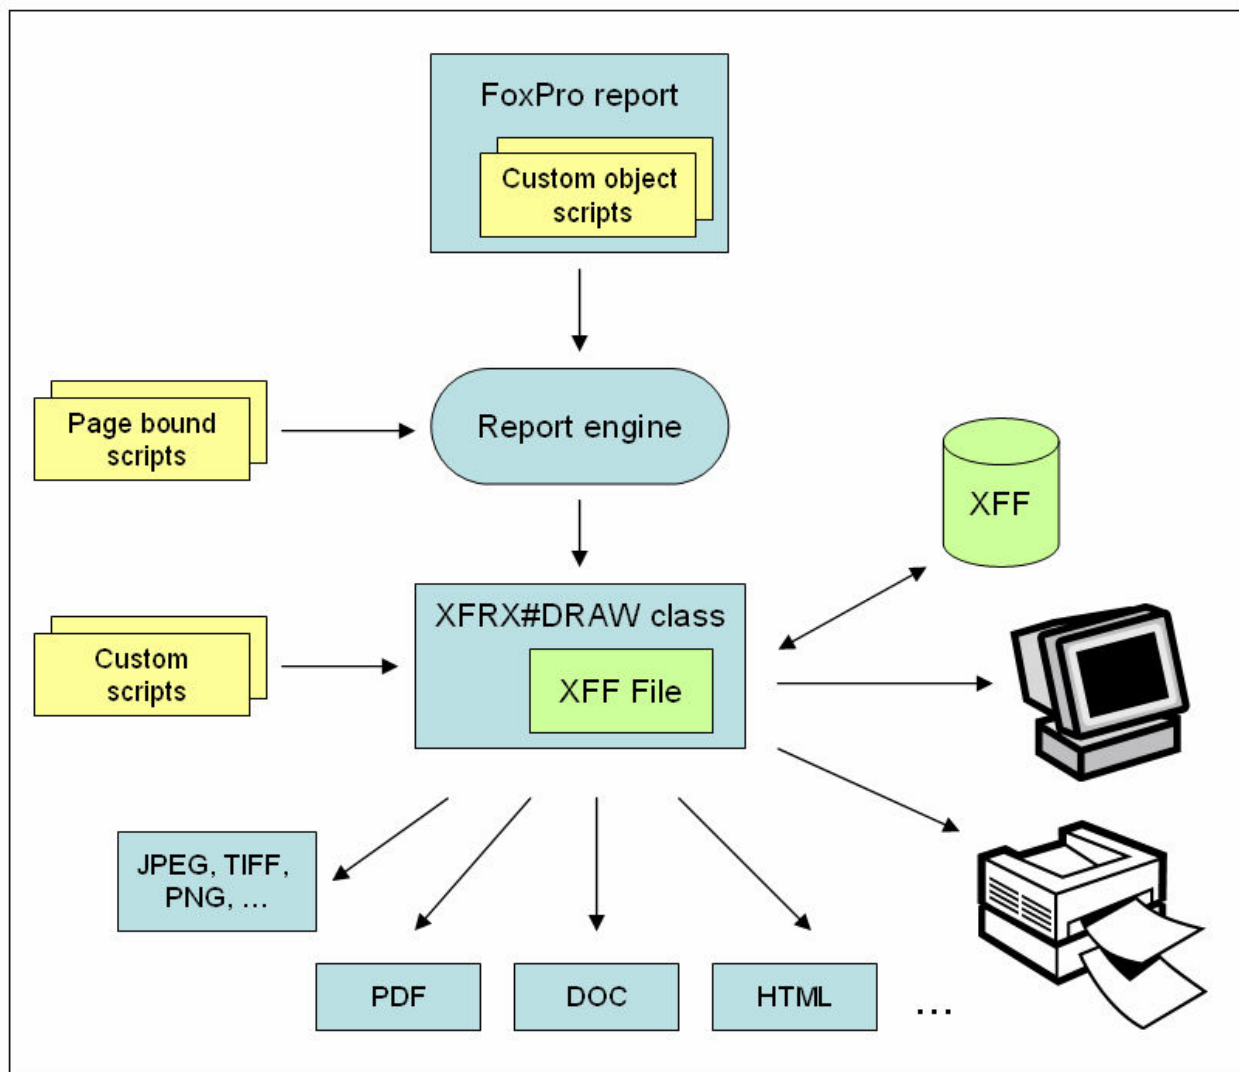 FoxPro report
Custom object
scripts
Page bound
scripts
Report engine
XFF
Custom
scripts
XFRX#DRAW class
XFF File
JPEG, TIFF,
PNG, ...
PDF
DOC
HTML
...